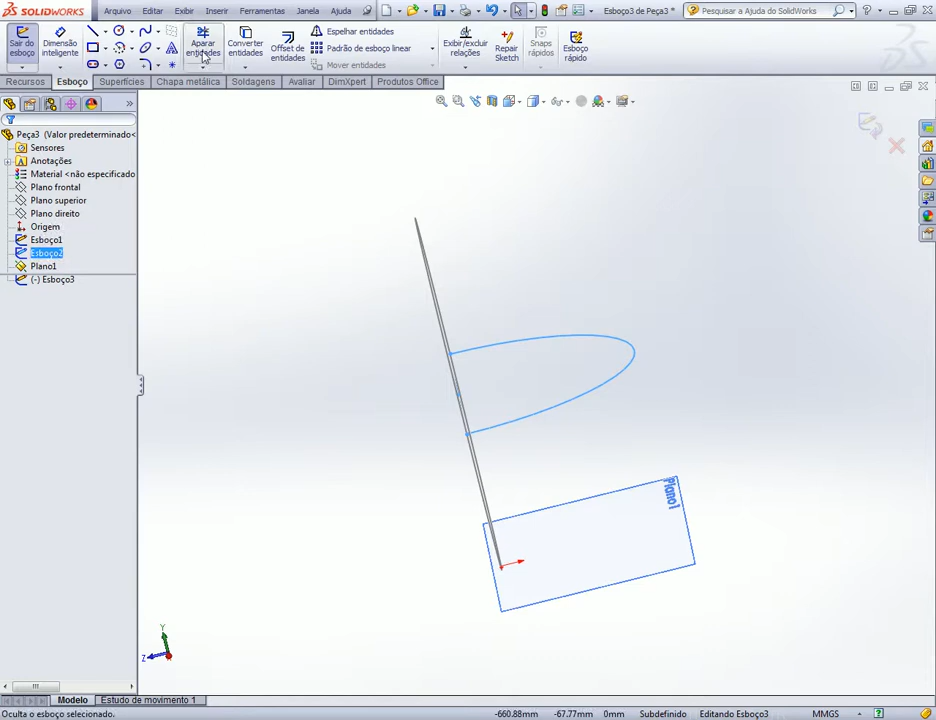 SOLIDWORKS Arquivo Editar Exibir Inserir Ferramentas Janela Ajuda Esboço3 de Peça3 * Pesquisar a Ajuda do SolidWorks
Sair do esboço
Dimensão inteligente
Aparar entidades
Converter entidades
Offset de entidades
Espelhar entidades
Padrão de esboço linear
Mover entidades
Exibir/excluir relações
Repair Sketch
Snaps rápidos
Esboço rápido
Recursos Esboço Superfícies Chapa metálica Soldagens Avaliar DimXpert Produtos Office
Peça3 (Valor predeterminado<
Sensores
Anotações
Material <não especificado
Plano frontal
Plano superior
Plano direito
Origem
Esboço1
Esboço2
Plano1
(-) Esboço3
Plano1
Y
Z
Modelo Estudo de movimento 1
Oculta o esboço selecionado. -660.88mm -67.77mm 0mm Subdefinido Editando Esboço3 MMGS